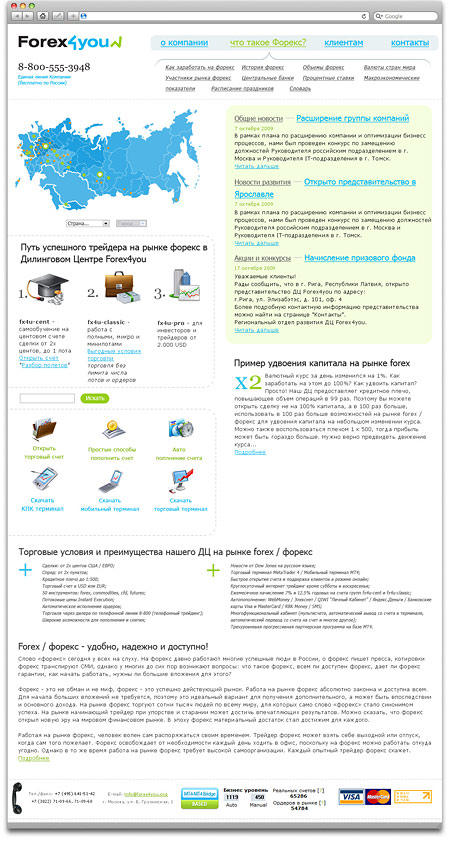 Google
Forex4you
о компании
что такое Форекс?
клиентам
контакты
8-800-555-3948
Единая линия Компании
(бесплатно по России)
Как заработать на форекс
История форекс
Объемы форекс
Валюты стран мира
Участники рынка форекс
Центральные банки
Процентные ставки
Макроэкономические
показатели
Расписание праздников
Словарь
Общие новости — Расширение группы компаний
7 октября 2009
В рамках плана по расширению компании и оптимизации бизнес
процессов, нами был проведен конкурс по замещению
должностей Руководителя российским подразделением в г.
Москва и Руководителя IT-подразделения в г. Томск.
Читать дальше
Новости развития — Открыто представительство в
Ярославле
7 октября 2009
В рамках плана по расширению компании и оптимизации бизнес
процессов, нами был проведен конкурс по замещению
должностей Руководителя российским подразделением в г.
Москва и Руководителя IT-подразделения в г. Томск.
Читать дальше
Акции и конкурсы — Начисление призового фонда
17 октября 2009
Уважаемые клиенты!
Рады сообщить, что в г. Рига, Республики Латвия, открыто
представительство ДЦ Forex4you по адресу:
г.Рига, ул. Элизабэтес, д. 101, оф. 4
Более подробную контактную информацию представительства
можно найти на странице "Контакты".
Региональный отдел развития ДЦ Forex4you.
Читать дальше
Страна...
Город...
Путь успешного трейдера на рынке форекс в
Дилинговом Центре Forex4you
1.
2.
3.
fx4u-cent -
самообучение на
центовом счете
сделки от 2х
центов, до 1 лота
Открыть счет
"Разбор полетов"
fx4u-classic -
работа с
полными, микро и
минилотами
Выгодные условия
торговли
торговля без
лимита числа
лотов и ордеров
fx4u-pro - для
инвесторов и
трейдеров от
2.000 USD
Искать
Пример удвоения капитала на рынке forex
x2
Валютный курс за день изменился на 1%. Как
заработать на этом до 100%? Как удвоить капитал?
Просто! Наш ДЦ предоставляет кредитное плечо,
повышающее объем операций в 99 раз. Поэтому Вы можете
открыть сделку не на 100% капитала, а в 100 раз больше,
использовать в 100 раз больше возможностей на рынке forex /
форекс для удвоения капитала на небольшом изменении курса.
Можно также воспользоваться плечом 1 х 500, тогда прибыль
может быть гораздо больше. Нужно верно предвидеть движение
курса...
Подробнее
Открыть
торговый счет
Простые способы
пополнить счет
Авто
пополнение счета
Скачать
КПК терминал
Скачать
мобильный терминал
Скачать
торговый терминал
Торговые условия и преимущества нашего ДЦ на рынке forex / форекс
Сделки: от 2х центов США / ЕВРО;
Спред: от 2х пунктов;
Кредитное плечо до 1:500;
Торговый счет в USD или EUR;
50 инструментов: forex, commodities, cfd, futures;
Потоковые цены Instant Execution;
Автоматическое исполнение ордеров;
Торговля через дилера по телефонной линии 8-800 (телефонный трейдинг);
Широкие возможности для пополнения и снятия;
Новости от Dow Jones на русском языке;
Торговый терминал MetaTrader 4 / Мобильный терминал MT4;
Быстрое открытие счета и поддержка клиентов в режиме онлайн;
Круглосуточный интернет трейдинг кроме субботы и воскресенья;
Ежемесячное начисление 7% и 12,5% годовых на счета групп fx4u-cent и fx4u-classic;
Автопополнение: WebMoney / Элекснет / QIWI "Личный Кабинет" / Яндекс.Деньги / Банковские
карты Visa и MasterCard / RBK Money / SMS)
Многофункциональный кабинет (мультисчета, автоматический вывод со счета,
автоматический перевод со счета на счет и многое другое);
Трехуровневая прогрессивная партнерская программа на базе MT4.
Forex / форекс - удобно, надежно и доступно!
Слово «форекс» сегодня у всех на слуху. На форекс давно работают многие успешные люди в России, о форекс пишет пресса, котировки
форекс транслируют СМИ, однако у многих до сих пор возникают вопросы: что такое форекс, всем ли доступен форекс, дает ли форекс
гарантии, как начать работать, нужны ли большие вложения для этого?
Форекс - это не обман и не миф, форекс - это успешно действующий рынок. Работа на рынке форекс абсолютно законна и доступна всем.
Для начала больших вложений не требуется, поэтому это идеальный вариант для получения дополнительного, а может быть впоследствии
и основного дохода. На рынке форекс торгуют сотни тысяч людей по всему миру, для которых само слово «форекс» стало синонимом
успеха. На рынке начинающий трейдер при упорстве и старании может достичь впечатляющих результатов. Можно сказать, что форекс
открыл новую эру на мировом финансовом рынке. В эпоху форекс материальный достаток стал достижим для каждого.
Работая на рынке форекс, человек волен сам распоряжаться своим временем. Трейдер форекс может взять себе выходной или отпуск,
когда сам пожелает. Форекс освобождает от необходимости каждый день ходить в офис, поскольку на форекс можно работать откуда
угодно. Однако в то же время работа на рынке форекс требует высокой самоорганизации. Каждый опытный трейдер форекс скажет.
Подробнее
Тел./факс: +7 (495) 641-51-42
+7 (3822) 71-09-66, 71-09-60
E-mail: info@forex4you.org
г. Москва, ул. Б. Грузинская,
BASED
Бизнес уровень
1119
450
Auto
Manual
Реальных счетов [?]
65286
Ордеров в рынке [?]
54784
VISA
MasterCard